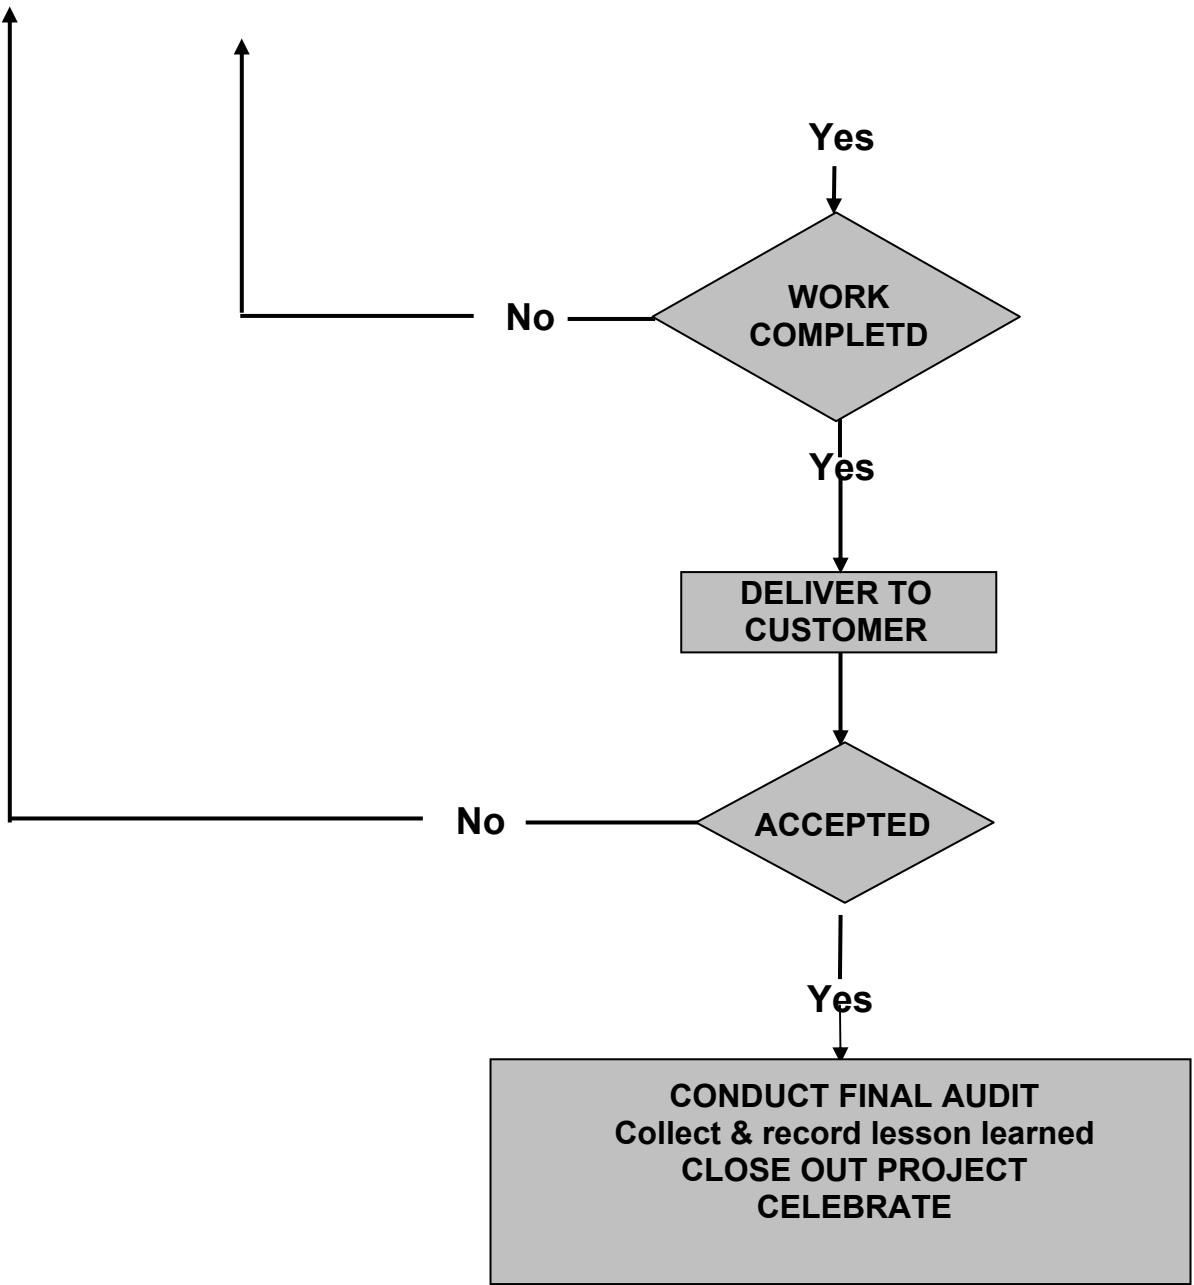 Yes
No
WORK
COMPLETD
Yes
DELIVER TO
CUSTOMER
No
ACCEPTED
Yes
CONDUCT FINAL AUDIT
Collect & record lesson learned
CLOSE OUT PROJECT
CELEBRATE